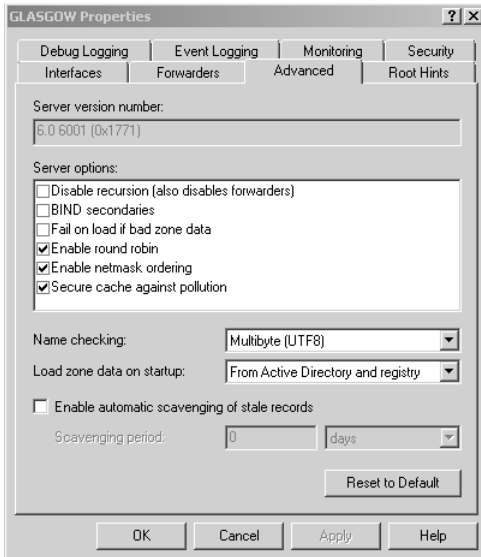 GLASGOW Properties
Debug Logging Event Logging Monitoring Security
Interfaces Forwarders Advanced Root Hints
Server version number:
6.0 6001 (0x1771)
Server options:
Disable recursion (also disables forwarders)
BIND secondaries
Fail on load if bad zone data
Enable round robin
Enable netmask ordering
Secure cache against pollution
Name checking: Multibyte (UTF8)
Load zone data on startup: From Active Directory and registry
Enable automatic scavenging of stale records
Scavenging period: 0 days
Reset to Default
OK Cancel Apply Help